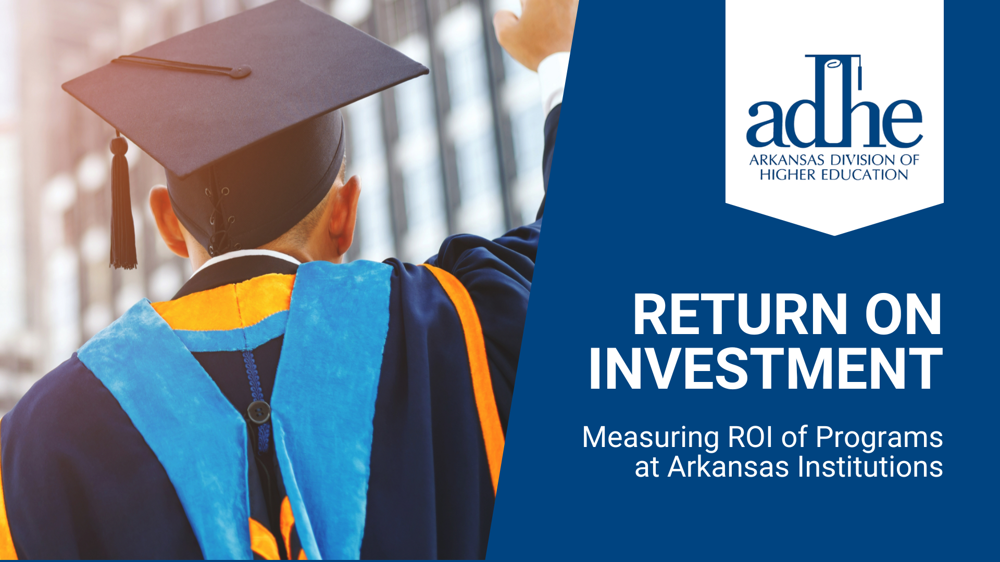 adhe
ARKANSAS DIVISION OF
HIGHER EDUCATION
RETURN ON
INVESTMENT
Measuring ROI of Programs
at Arkansas Institutions